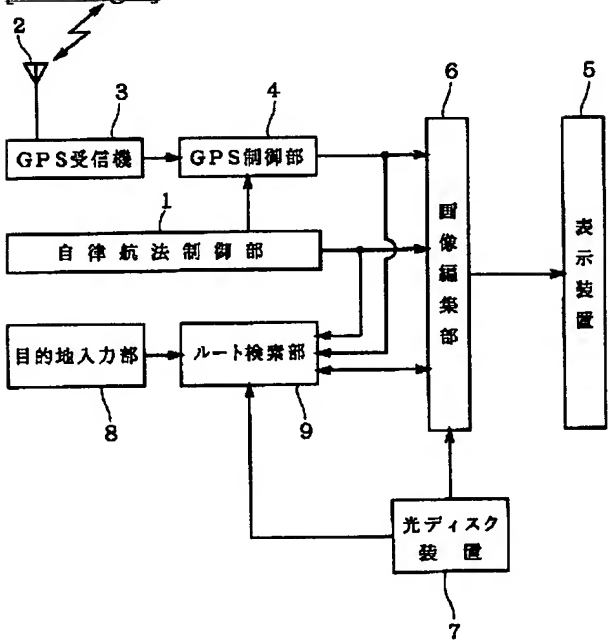 2
3
4
6
5
GPS受信機
GPS制御部
1
自律航法制御部
画像編集部
表示装置
目的地入力部
ルート検索部
8
9
光ディスク
装置
7